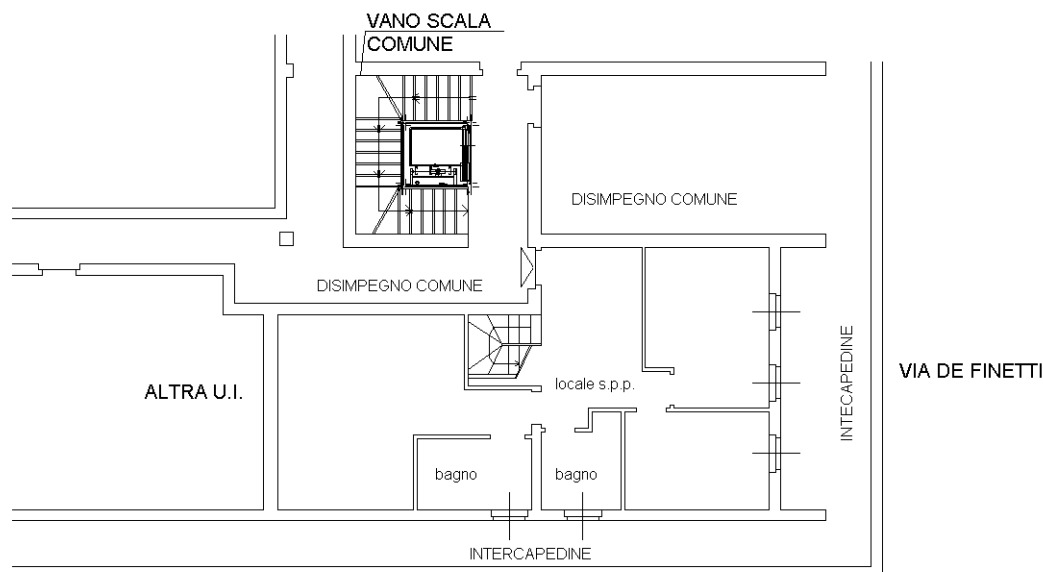 VANO SCALA
COMUNE
DISIMPEGNO COMUNE
DISIMPEGNO COMUNE
INTECAPEDINE
VIA DE FINETTI
ALTRA U.I.
locale s.p.p.
bagno
bagno
INTERCAPEDINE